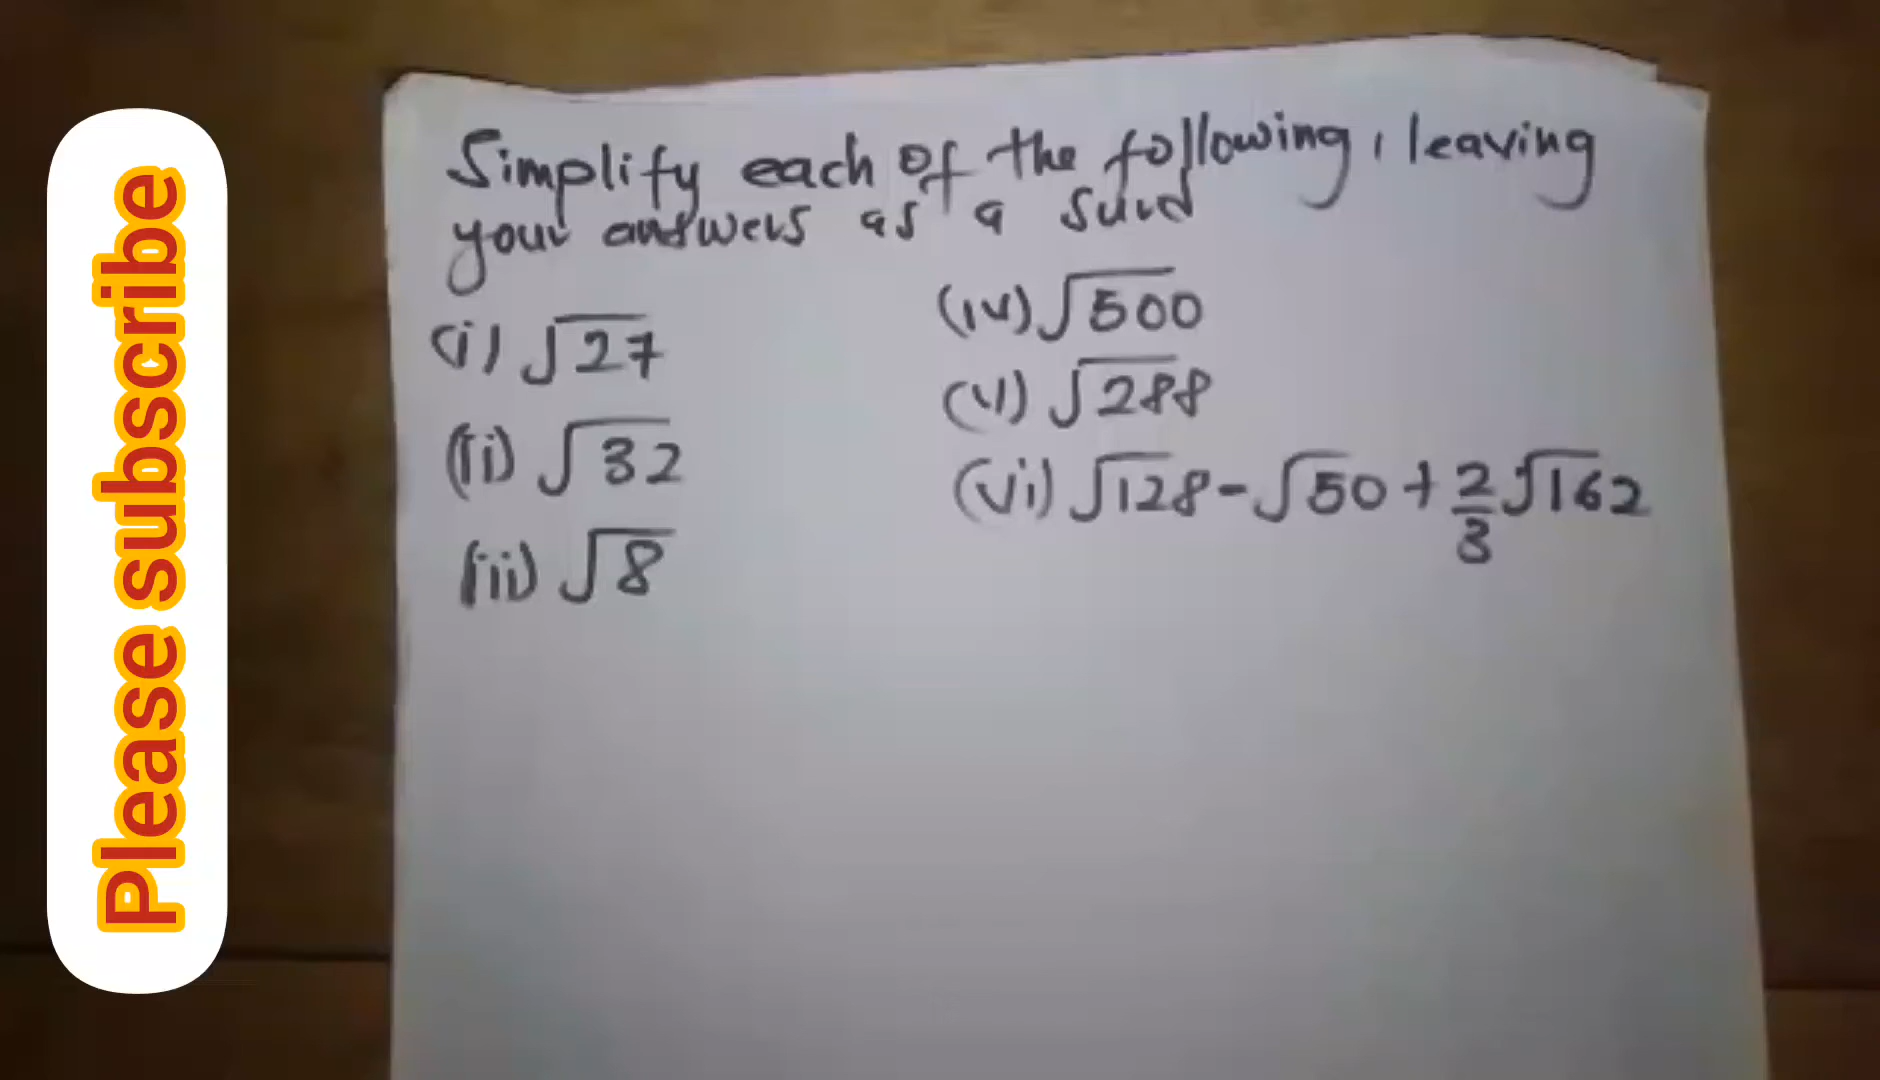 Please subscribe
Simplify each of the following, leaving
your answers as a surd
(i) √27
(ii) √32
(iii) √8
(iv) √500
(v) √288
(vi) √128 - √50 + 2/3 √162